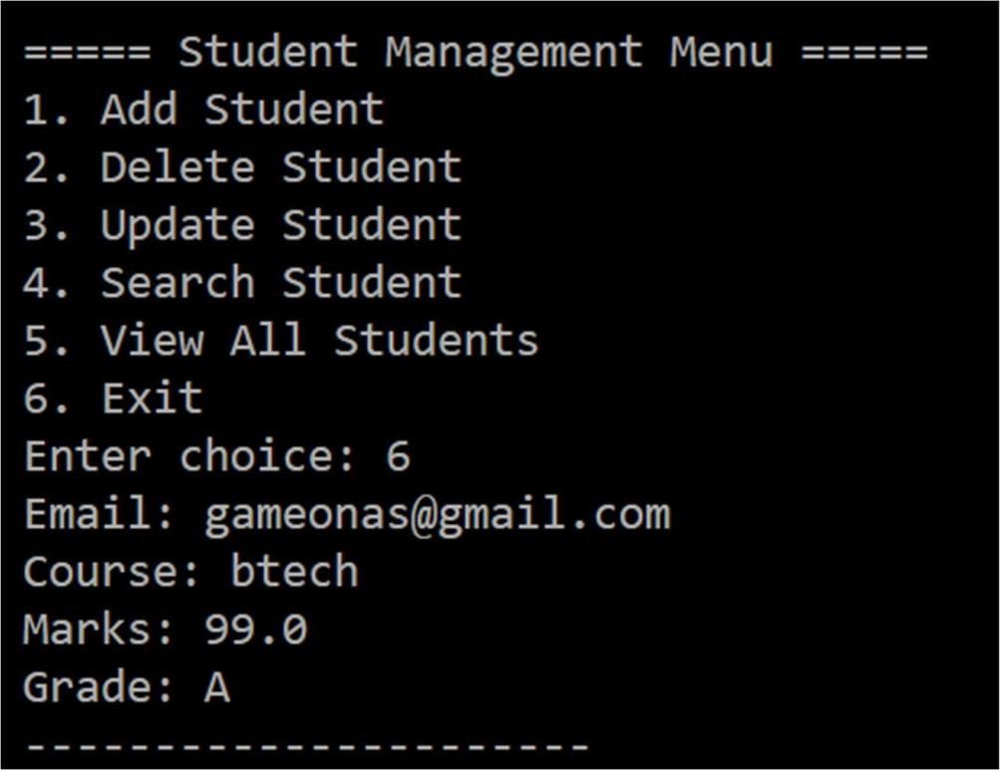 ===== Student Management Menu =====
1. Add Student
2. Delete Student
3. Update Student
4. Search Student
5. View All Students
6. Exit
Enter choice: 6
Email: gameonas@gmail.com
Course: btech
Marks: 99.0
Grade: A
----------------------